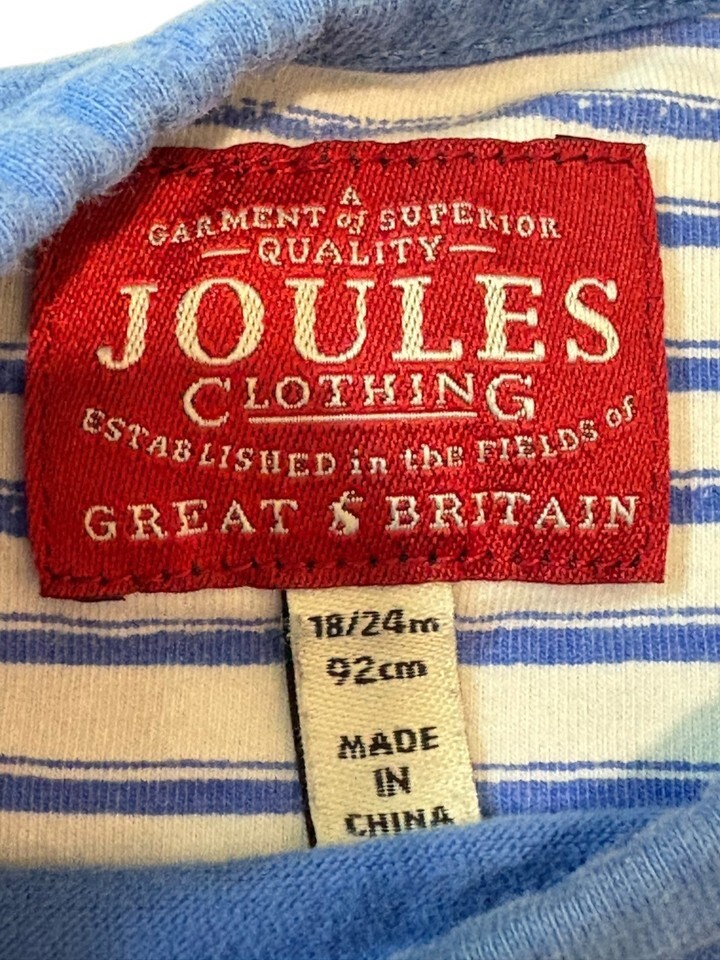 A
GARMENT of SUPERIOR
QUALITY
JOULES
CLOTHING
ESTABLISHED in the FIELDS of
GREAT BRITAIN
18/24m
92cm
MADE
IN
CHINA